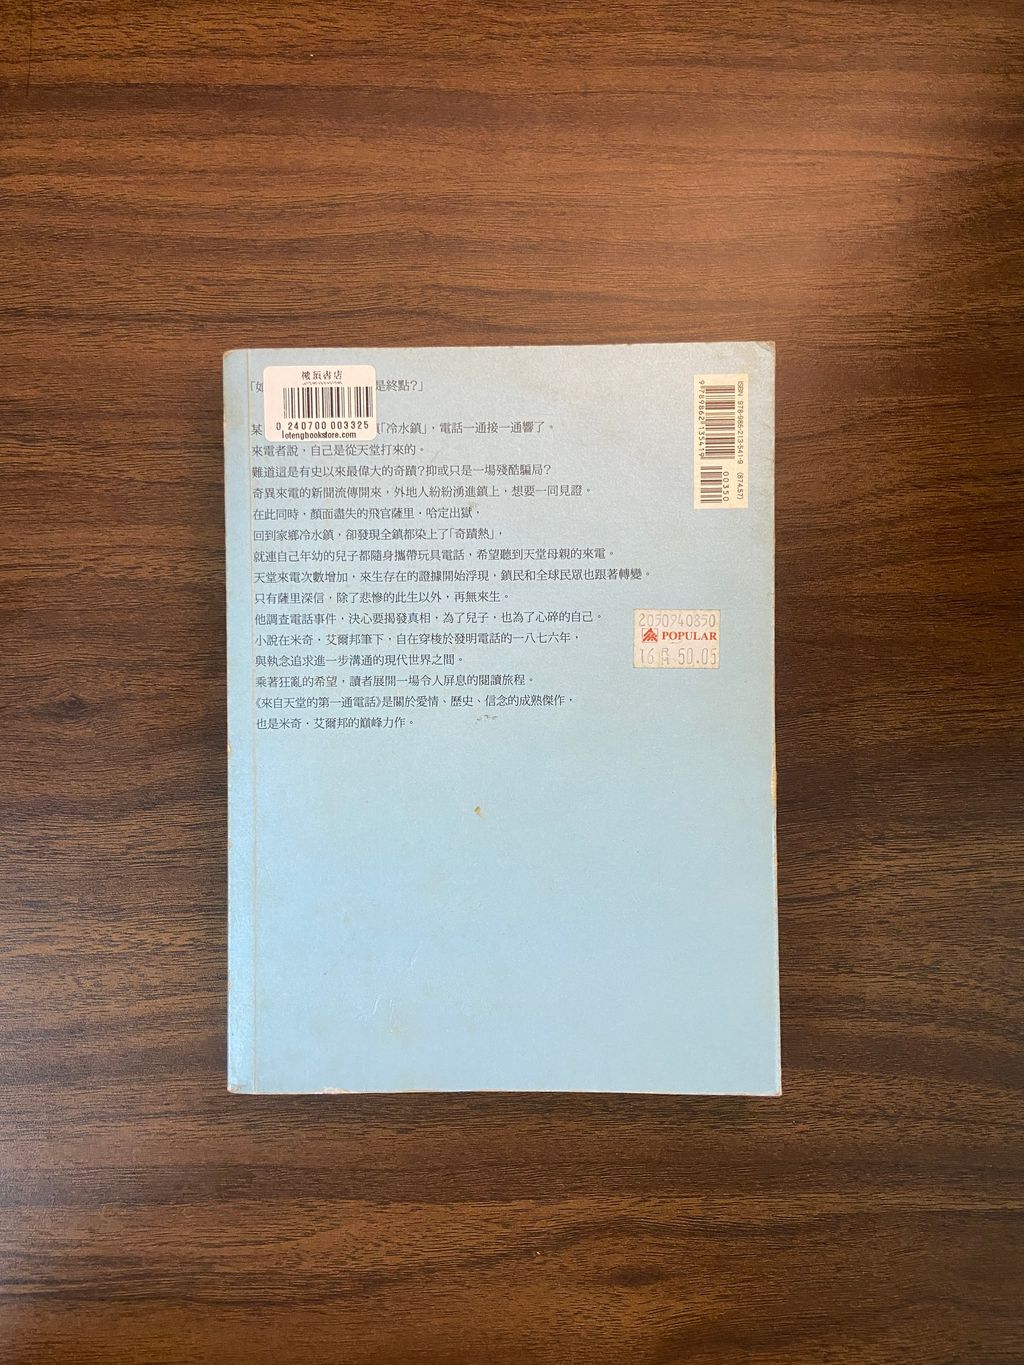 樓頂書店
0 240700 003325
lotengbookstore.com
「如 是終點？」
某 「冷水鎮」，電話一通接一通響了。
來電者說，自己是從天堂打來的。
難道這是有史以來最偉大的奇蹟？抑或只是一場殘酷騙局？
奇異來電的新聞流傳開來，外地人紛紛湧進鎮上，想要一同見證。
在此同時，顏面盡失的飛官薩里．哈定出獄，
回到家鄉冷水鎮，卻發現全鎮都染上了「奇蹟熱」，
就連自己年幼的兒子都隨身攜帶玩具電話，希望聽到天堂母親的來電。
天堂來電次數增加，來生存在的證據開始浮現，鎮民和全球民眾也跟著轉變。
只有薩里深信，除了悲慘的此生以外，再無來生。
他調查電話事件，決心要揭發真相，為了兒子，也為了心碎的自己。
小說在米奇．艾爾邦筆下，自在穿梭於發明電話的一八七六年，
與執念追求進一步溝通的現代世界之間。
乘著狂亂的希望，讀者展開一場令人屏息的閱讀旅程。
《來自天堂的第一通電話》是關於愛情、歷史、信念的成熟傑作，
也是米奇．艾爾邦的巔峰力作。
ISBN 978-986-213-541-9 (874.57)
9 789862 135419
00350
2050940850
POPULAR
16 RM 50.05